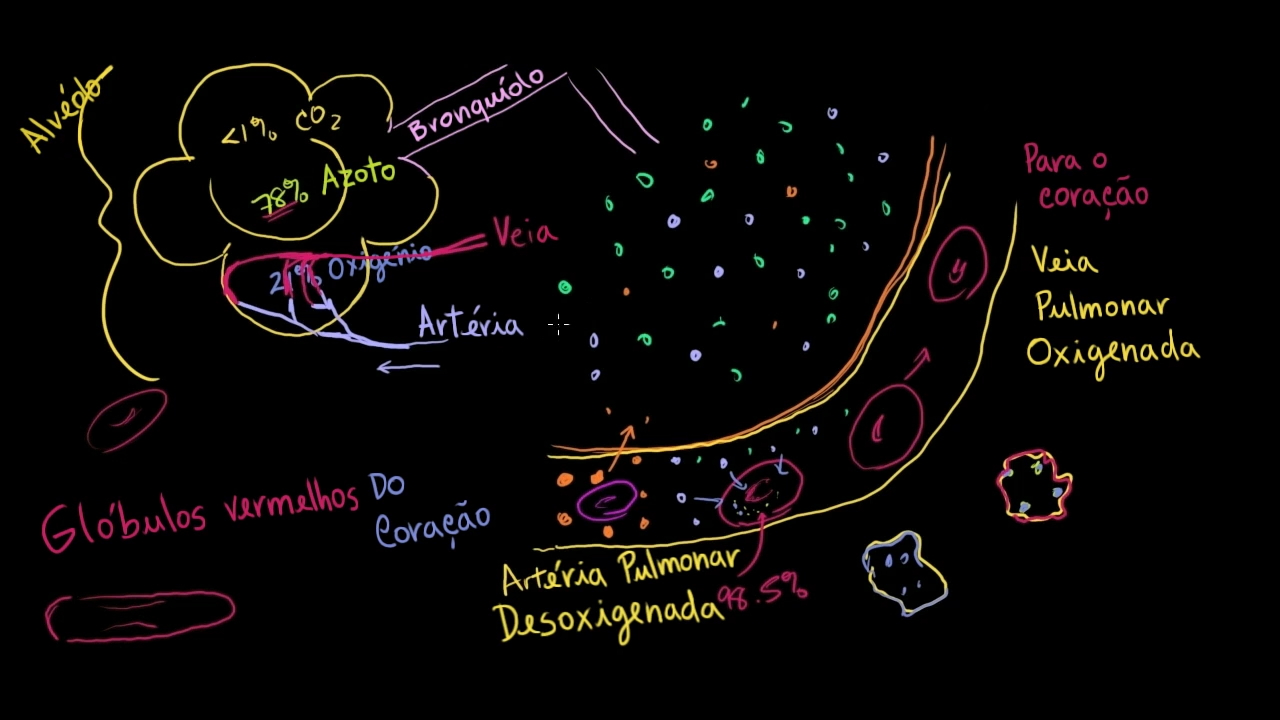 Alvéolo
<1% CO2
78% Azoto
21% Oxigénio
Bronquíolo
Veia
Artéria
Para o
coração
Veia
Pulmonar
Oxigenada
Glóbulos vermelhos
Do
Coração
Artéria Pulmonar
Desoxigenada
98.5%